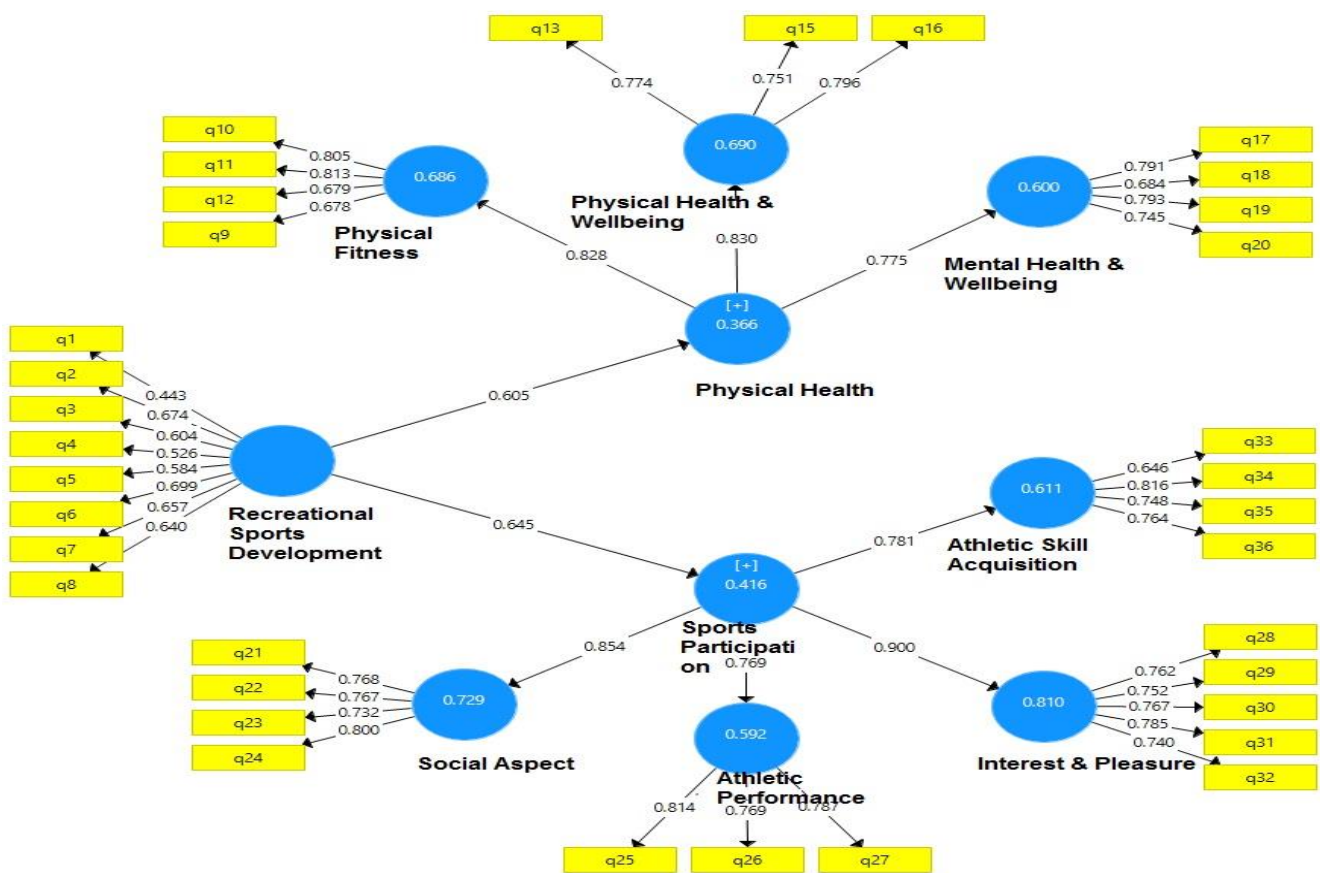 q13
q15
q16
0.774
0.751
0.796
0.690
Physical Health &
Wellbeing
q10
q11
q12
q9
0.805
0.813
0.679
0.678
0.686
Physical
Fitness
q17
q18
q19
q20
0.791
0.684
0.793
0.745
0.600
Mental Health &
Wellbeing
0.828
0.830
0.775
[+]
0.366
Physical Health
q1
q2
q3
q4
q5
q6
q7
q8
0.443
0.674
0.604
0.526
0.584
0.699
0.657
0.640
Recreational
Sports
Development
0.605
0.645
q33
q34
q35
q36
0.646
0.816
0.748
0.764
0.611
Athletic Skill
Acquisition
0.781
[+]
0.416
Sports
Participati
on
0.854
0.769
0.900
q21
q22
q23
q24
0.768
0.767
0.732
0.800
0.729
Social Aspect
0.592
Athletic
Performance
0.814
0.769
0.787
q25
q26
q27
q28
q29
q30
q31
q32
0.762
0.752
0.767
0.785
0.740
0.810
Interest & Pleasure